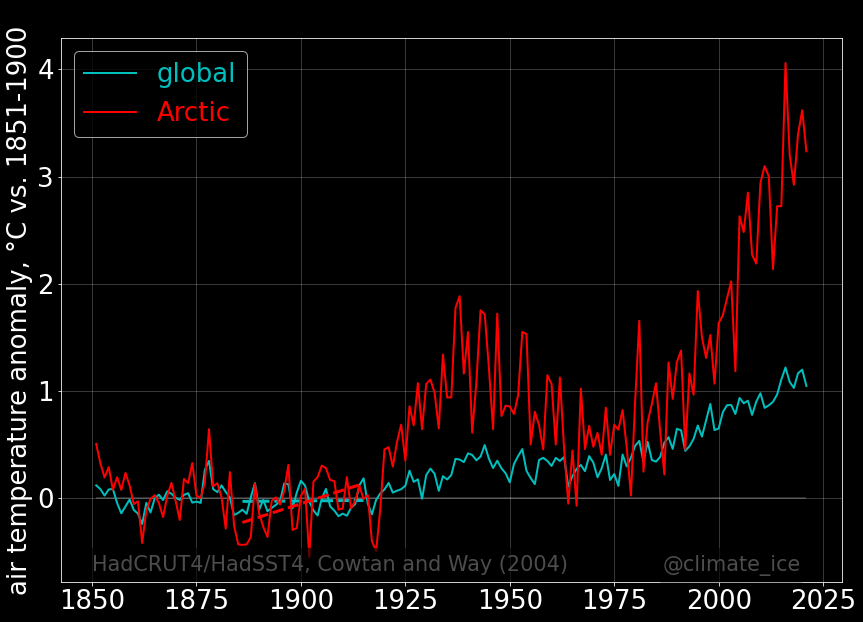 air temperature anomaly, °C vs. 1851-1900
global
Arctic
4
3
2
1
0
HadCRUT4/HadSST4, Cowtan and Way (2004)
@climate_ice
1850 1875 1900 1925 1950 1975 2000 2025